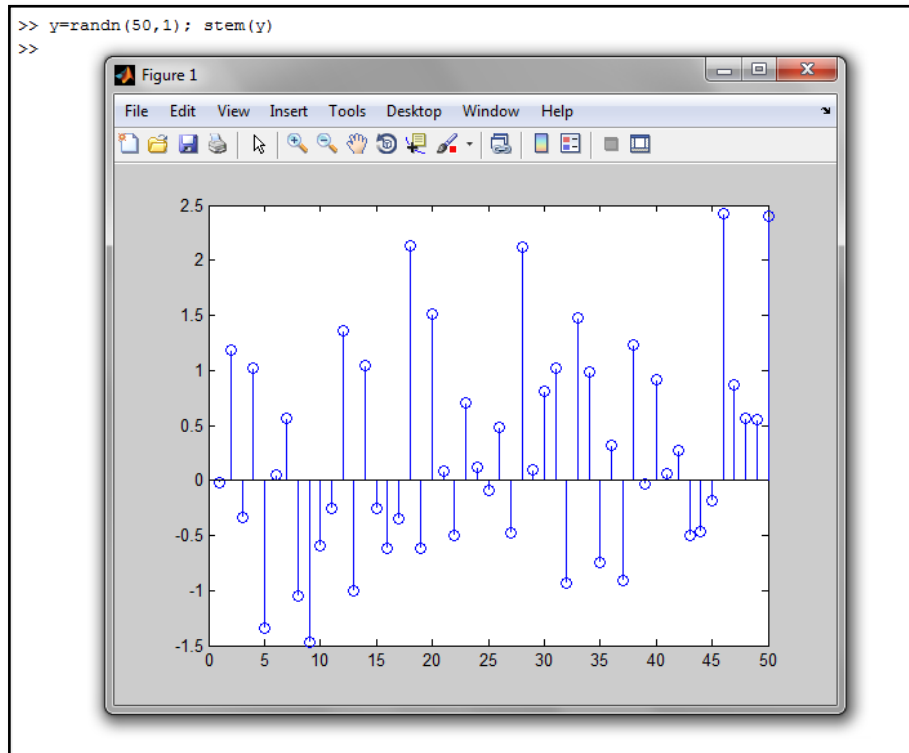 >> y=randn(50,1); stem(y)
>>
Figure 1
File Edit View Insert Tools Desktop Window Help
2.5
2
1.5
1
0.5
0
-0.5
-1
-1.5
0 5 10 15 20 25 30 35 40 45 50